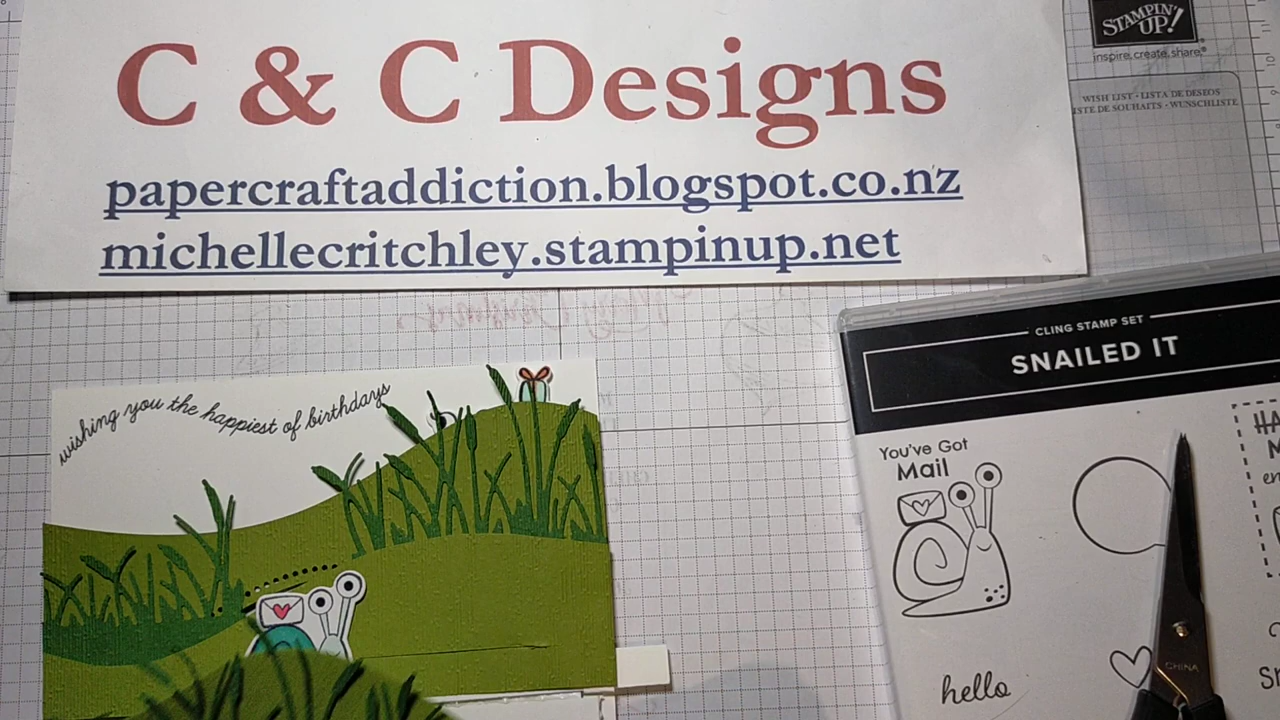 C & C Designs
papercraftaddiction.blogspot.co.nz
michellecritchley.stampinup.net
STAMPIN' UP!®
inspire.create.share.®
WISH LIST • LISTA DE DESEOS
LISTE DE SOUHAITS • WUNSCHLISTE
wishing you the happiest of birthdays
CLING STAMP SET
SNAILED IT
You've Got
Mail
hello
CHINA